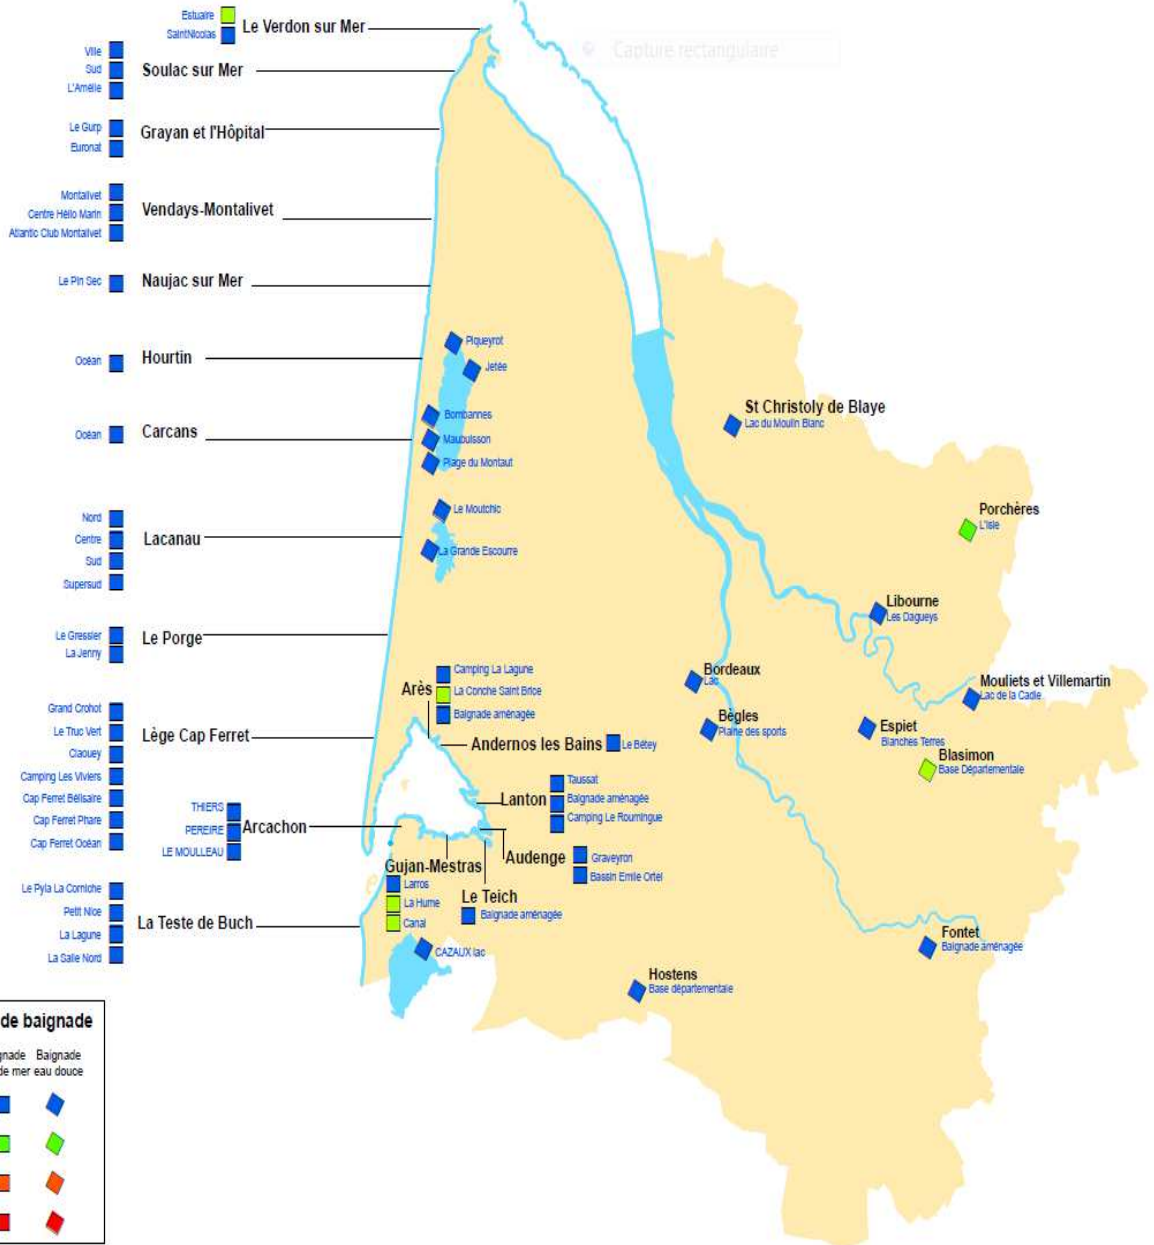 Estuaire
SaintNicolas
Le Verdon sur Mer
Capture rectangulaire
Ville
Sud
L'Amélie
Soulac sur Mer
Le Gurp
Euronat
Grayan et l'Hôpital
Montalivet
Centre Hélio Marin
Atlantic Club Montalivet
Vendays-Montalivet
Le Pin Sec
Naujac sur Mer
Océan
Hourtin
Piqueyrot
Jetée
Océan
Carcans
Bombannes
Maubuisson
Plage du Montaut
St Christoly de Blaye
Lac du Moulin Blanc
Nord
Centre
Sud
Supersud
Lacanau
Le Moutchic
La Grande Escourre
Porchères
L'Isle
Libourne
Les Dagueys
Le Gressier
La Jenny
Le Porge
Arès
Camping La Lagune
La Conche Saint Brice
Baignade aménagée
Bordeaux
Lac
Mouliets et Villemartin
Lac de la Cadie
Grand Crohot
Le Truc Vert
Claouey
Camping Les Viviers
Cap Ferret Bélisaire
Cap Ferret Phare
Cap Ferret Océan
Lège Cap Ferret
Andernos les Bains
Le Bétey
Bègles
Plaine des sports
Espiet
Blanches Terres
Blasimon
Base Départementale
Lanton
Taussat
Baignade aménagée
Camping Le Roumingue
THIERS
PEREIRE
LE MOULLEAU
Arcachon
Audenge
Graveyron
Bassin Emile Ortel
Gujan-Mestras
Larros
La Hume
Canal
Le Teich
Baignade aménagée
Le Pyla La Corniche
Petit Nice
La Lagune
La Salie Nord
La Teste de Buch
CAZAUX lac
Fontet
Baignade aménagée
Hostens
Base départementale
de baignade
gnade Baignade
de mer eau douce